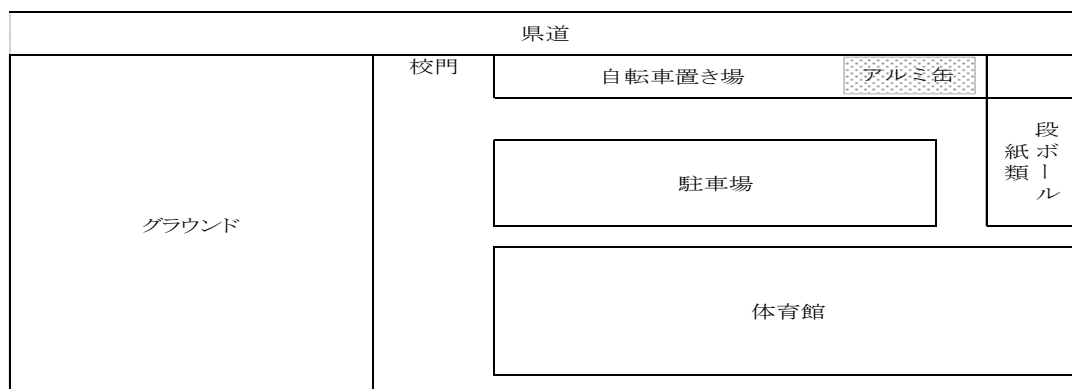 県道
校門
自転車置き場
アルミ缶
段ボール
紙類
駐車場
グラウンド
体育館